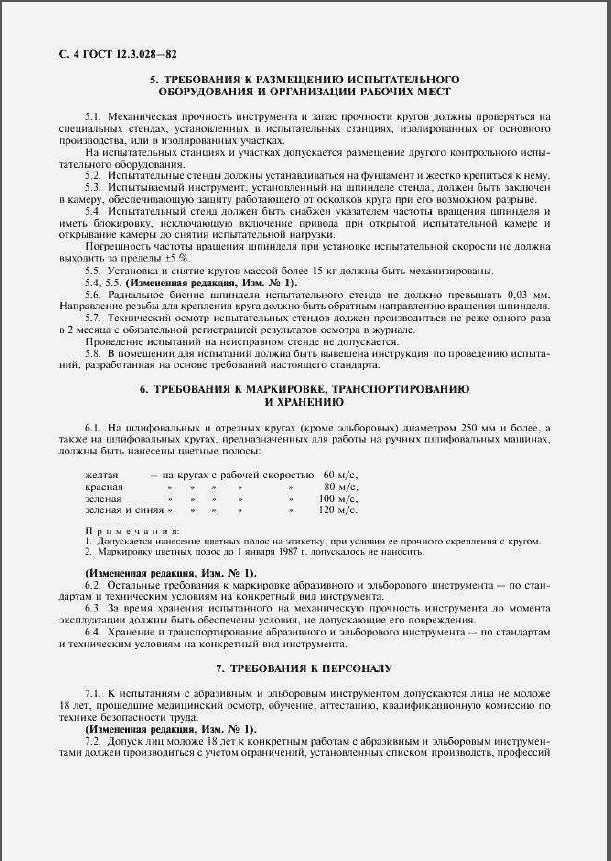 С. 4 ГОСТ 12.3.028—82
5. ТРЕБОВАНИЯ К РАЗМЕЩЕНИЮ ИСПЫТАТЕЛЬНОГО
ОБОРУДОВАНИЯ И ОРГАНИЗАЦИИ РАБОЧИХ МЕСТ
5.1. Механическая прочность инструмента и запас прочности кругов должны проверяться на
специальных стендах, установленных в испытательных станциях, изолированных от основного
производства, или в изолированных участках.
На испытательных станциях и участках допускается размещение другого контрольного испы-
тательного оборудования.
5.2. Испытательные стенды должны устанавливаться на фундамент и жестко крепиться к нему.
5.3. Испытываемый инструмент, установленный на шпинделе стенда, должен быть заключен
в камеру, обеспечивающую защиту работающего от осколков круга при его возможном разрыве.
5.4. Испытательный стенд должен быть снабжен указателем частоты вращения шпинделя и
иметь блокировку, исключающую включение привода при открытой испытательной камере и
открывание камеры до снятия испытательной нагрузки.
Погрешность частоты вращения шпинделя при установке испытательной скорости не должна
выходить за пределы ±5 %.
5.5. Установка и снятие кругов массой более 15 кг должны быть механизированы.
5.4, 5.5. (Измененная редакция, Изм. № 1).
5.6. Радиальное биение шпинделя испытательного стенда не должно превышать 0,03 мм.
Направление резьбы для крепления круга должно быть обратным направлению вращения шпинделя.
5.7. Технический осмотр испытательных стендов должен производиться не реже одного раза
в 2 месяца с обязательной регистрацией результатов осмотра в журнале.
Проведение испытаний на неисправном стенде не допускается.
5.8. В помещении для испытаний должна быть вывешена инструкция по проведению испыта-
ний, разработанная на основе требований настоящего стандарта.
6. ТРЕБОВАНИЯ К МАРКИРОВКЕ, ТРАНСПОРТИРОВАНИЮ
И ХРАНЕНИЮ
6.1. На шлифовальных и отрезных кругах (кроме эльборовых) диаметром 250 мм и более, а
также на шлифовальных кругах, предназначенных для работы на ручных шлифовальных машинах,
должны быть нанесены цветные полосы:
желтая — на кругах с рабочей скоростью 60 м/с,
красная » » » » » 80 м/с,
зеленая » » » » » 100 м/с,
зеленая и синяя » » » » » 120 м/с.
Примечания:
1. Допускается нанесение цветных полос на этикетку, при условии ее прочного скрепления с кругом.
2. Маркировку цветных полос до 1 января 1987 г. допускалось не наносить.
(Измененная редакция, Изм. № 1).
6.2. Остальные требования к маркировке абразивного и эльборового инструмента — по стан-
дартам и техническим условиям на конкретный вид инструмента.
6.3. За время хранения испытанного на механическую прочность инструмента до момента
эксплуатации должны быть обеспечены условия, не допускающие его повреждения.
6.4. Хранение и транспортирование абразивного и эльборового инструмента — по стандартам
и техническим условиям на конкретный вид инструмента.
7. ТРЕБОВАНИЯ К ПЕРСОНАЛУ
7.1. К испытаниям с абразивным и эльборовым инструментом допускаются лица не моложе
18 лет, прошедшие медицинский осмотр, обучение, аттестацию, квалификационную комиссию по
технике безопасности труда.
(Измененная редакция, Изм. № 1).
7.2. Допуск лиц моложе 18 лет к конкретным работам с абразивным и эльборовым инструмен-
тами должен производиться с учетом ограничений, установленных списком производств, профессий